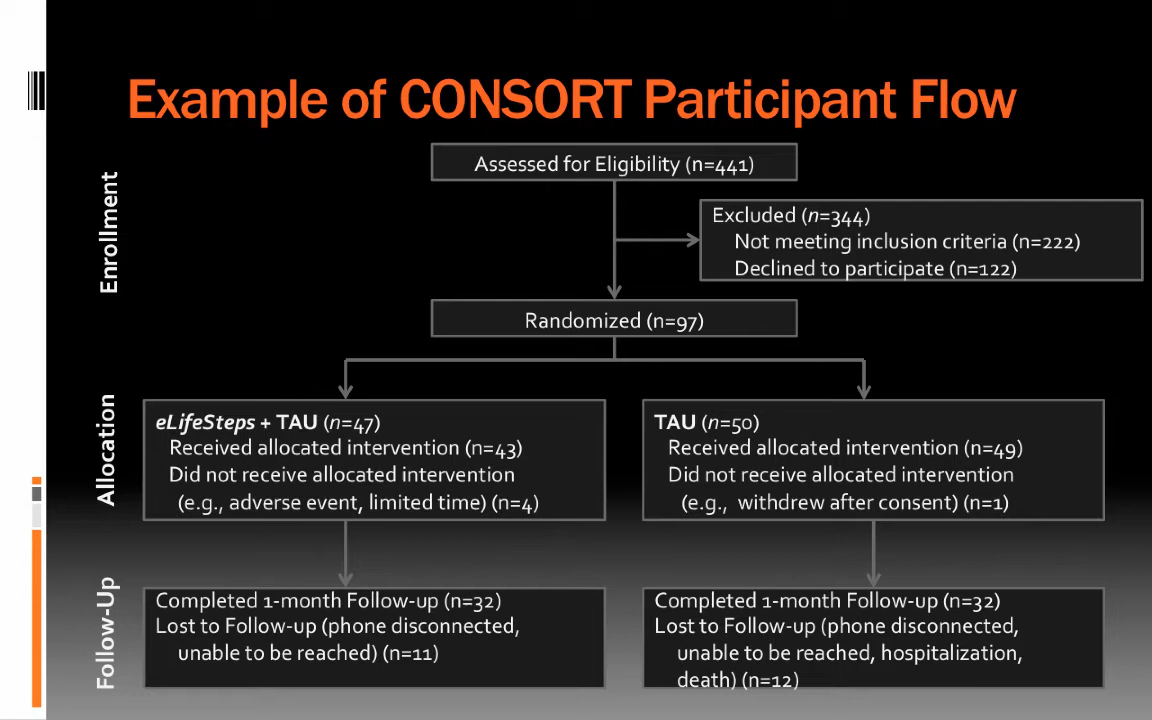 Example of CONSORT Participant Flow
Enrollment
Assessed for Eligibility (n=441)
Excluded (n=344)
Not meeting inclusion criteria (n=222)
Declined to participate (n=122)
Randomized (n=97)
Allocation
eLifeSteps + TAU (n=47)
Received allocated intervention (n=43)
Did not receive allocated intervention
(e.g., adverse event, limited time) (n=4)
TAU (n=50)
Received allocated intervention (n=49)
Did not receive allocated intervention
(e.g., withdrew after consent) (n=1)
Follow-Up
Completed 1-month Follow-up (n=32)
Lost to Follow-up (phone disconnected,
unable to be reached) (n=11)
Completed 1-month Follow-up (n=32)
Lost to Follow-up (phone disconnected,
unable to be reached, hospitalization,
death) (n=12)